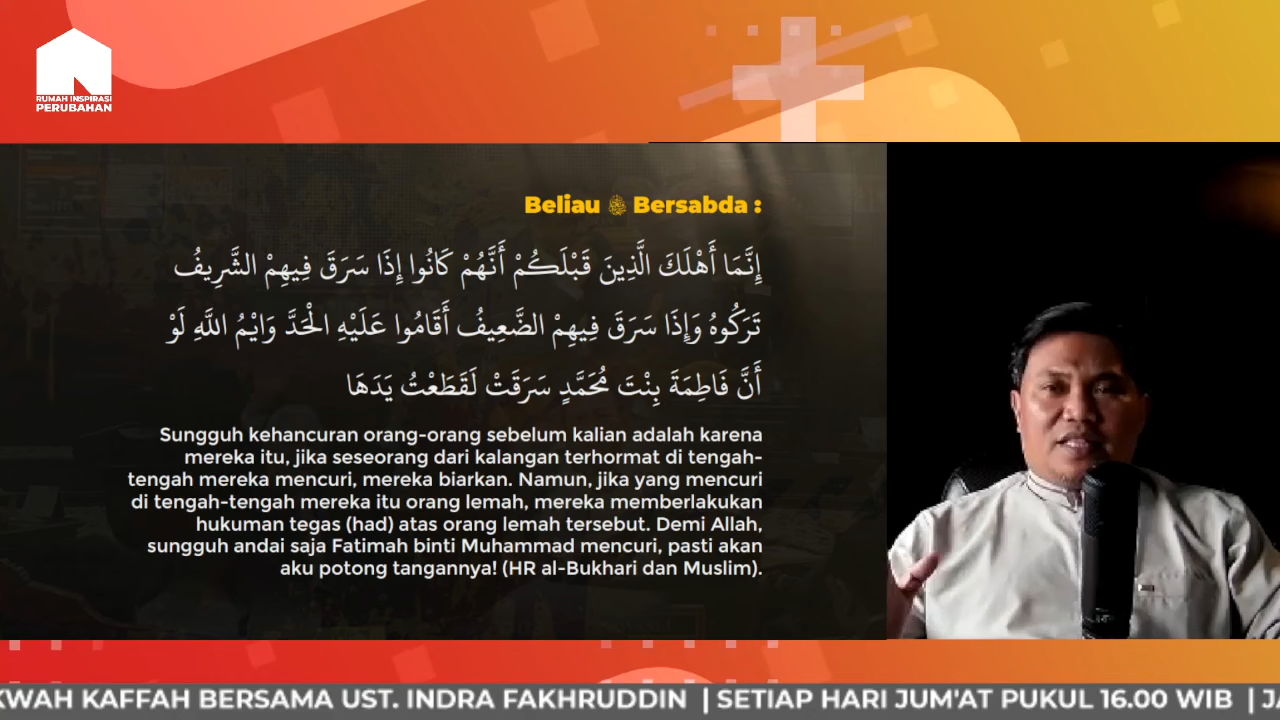 RUMAH INSPIRASI
PERUBAHAN
Beliau ﷺ Bersabda :
إِنَّمَا أَهْلَكَ الَّذِينَ قَبْلَكُمْ أَنَّهُمْ كَانُوا إِذَا سَرَقَ فِيهِمْ الشَّرِيفُ
تَرَكُوهُ وَإِذَا سَرَقَ فِيهِمْ الضَّعِيفُ أَقَامُوا عَلَيْهِ الْحَدَّ وَايْمُ اللَّهِ لَوْ
أَنَّ فَاطِمَةَ بِنْتَ مُحَمَّدٍ سَرَقَتْ لَقَطَعْتُ يَدَهَا
Sungguh kehancuran orang-orang sebelum kalian adalah karena
mereka itu, jika seseorang dari kalangan terhormat di tengah-
tengah mereka mencuri, mereka biarkan. Namun, jika yang mencuri
di tengah-tengah mereka itu orang lemah, mereka memberlakukan
hukuman tegas (had) atas orang lemah tersebut. Demi Allah,
sungguh andai saja Fatimah binti Muhammad mencuri, pasti akan
aku potong tangannya! (HR al-Bukhari dan Muslim).
KWAH KAFFAH BERSAMA UST. INDRA FAKHRUDDIN | SETIAP HARI JUM'AT PUKUL 16.00 WIB | JA